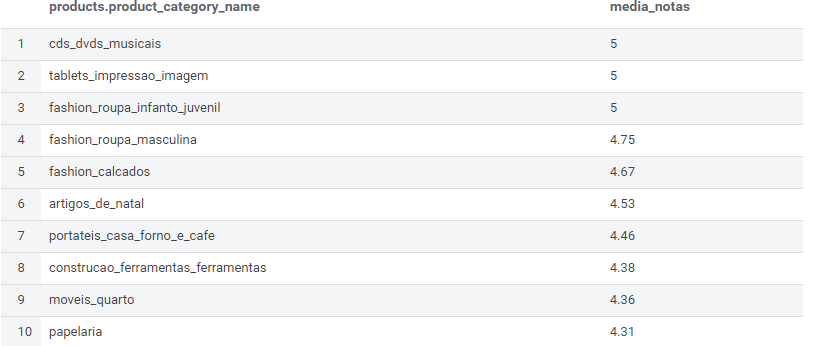 products.product_category_name media_notas
1 cds_dvds_musicais 5
2 tablets_impressao_imagem 5
3 fashion_roupa_infanto_juvenil 5
4 fashion_roupa_masculina 4.75
5 fashion_calcados 4.67
6 artigos_de_natal 4.53
7 portateis_casa_forno_e_cafe 4.46
8 construcao_ferramentas_ferramentas 4.38
9 moveis_quarto 4.36
10 papelaria 4.31